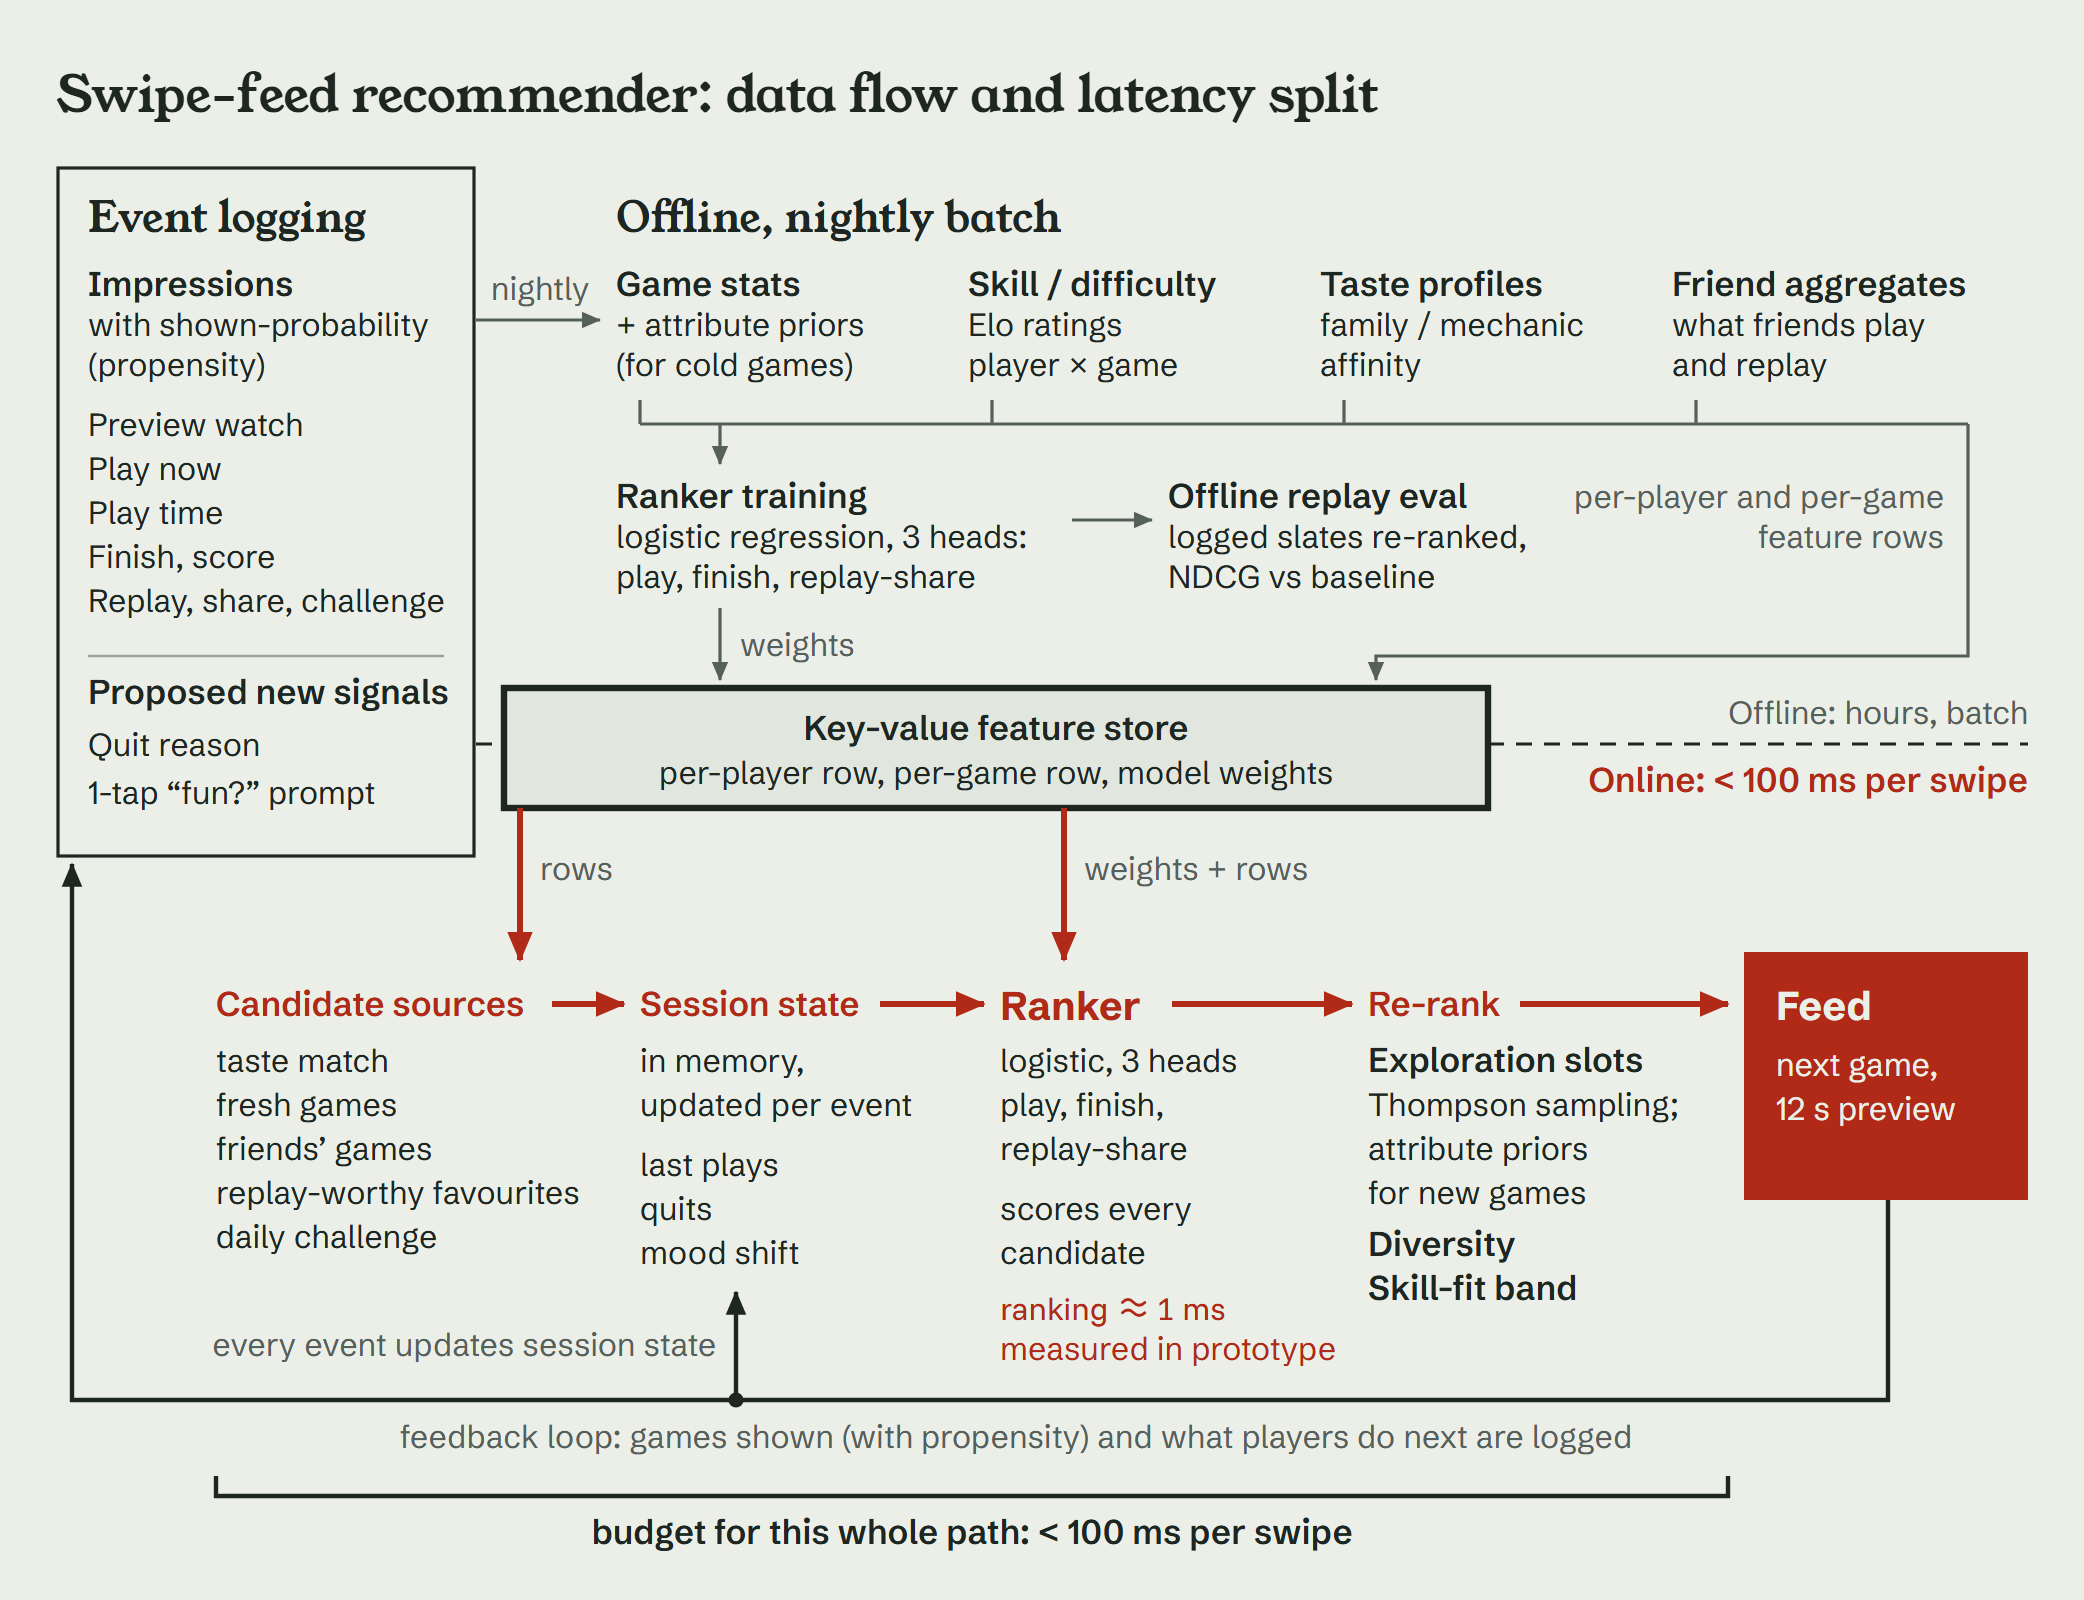 Swipe-feed recommender: data flow and latency split
Event logging
Impressions
with shown-probability
(propensity)
Preview watch
Play now
Play time
Finish, score
Replay, share, challenge
Proposed new signals
Quit reason
1-tap “fun?” prompt
nightly
Offline, nightly batch
Game stats
+ attribute priors
(for cold games)
Skill / difficulty
Elo ratings
player × game
Taste profiles
family / mechanic
affinity
Friend aggregates
what friends play
and replay
Ranker training
logistic regression, 3 heads:
play, finish, replay-share
Offline replay eval
logged slates re-ranked,
NDCG vs baseline
per-player and per-game
feature rows
weights
Key-value feature store
per-player row, per-game row, model weights
Offline: hours, batch
Online: < 100 ms per swipe
rows
weights + rows
Candidate sources
taste match
fresh games
friends’ games
replay-worthy favourites
daily challenge
Session state
in memory,
updated per event
last plays
quits
mood shift
Ranker
logistic, 3 heads
play, finish,
replay-share
scores every
candidate
ranking ≈ 1 ms
measured in prototype
Re-rank
Exploration slots
Thompson sampling;
attribute priors
for new games
Diversity
Skill-fit band
Feed
next game,
12 s preview
every event updates session state
feedback loop: games shown (with propensity) and what players do next are logged
budget for this whole path: < 100 ms per swipe